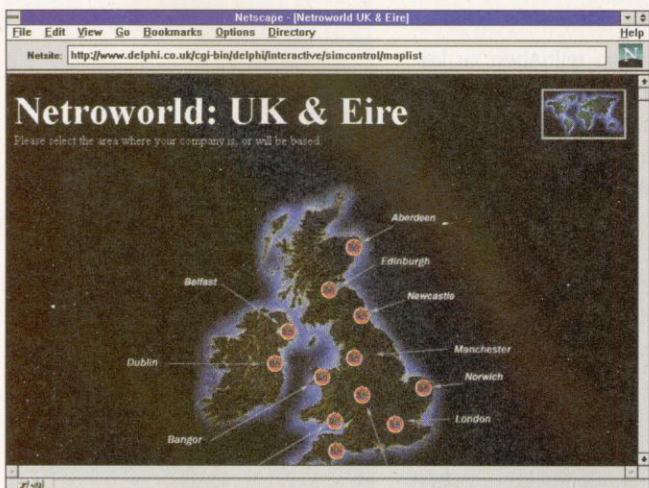 Netscape - [Netroworld UK & Eire]
File Edit View Go Bookmarks Options Directory Help
Netsite: http://www.delphi.co.uk/cgi-bin/delphi/interactive/simcontrol/maplist
N
Netroworld: UK & Eire
Please select the area where your company is, or will be based
Aberdeen
Edinburgh
Belfast
Newcastle
Manchester
Dublin
Norwich
London
Bangor